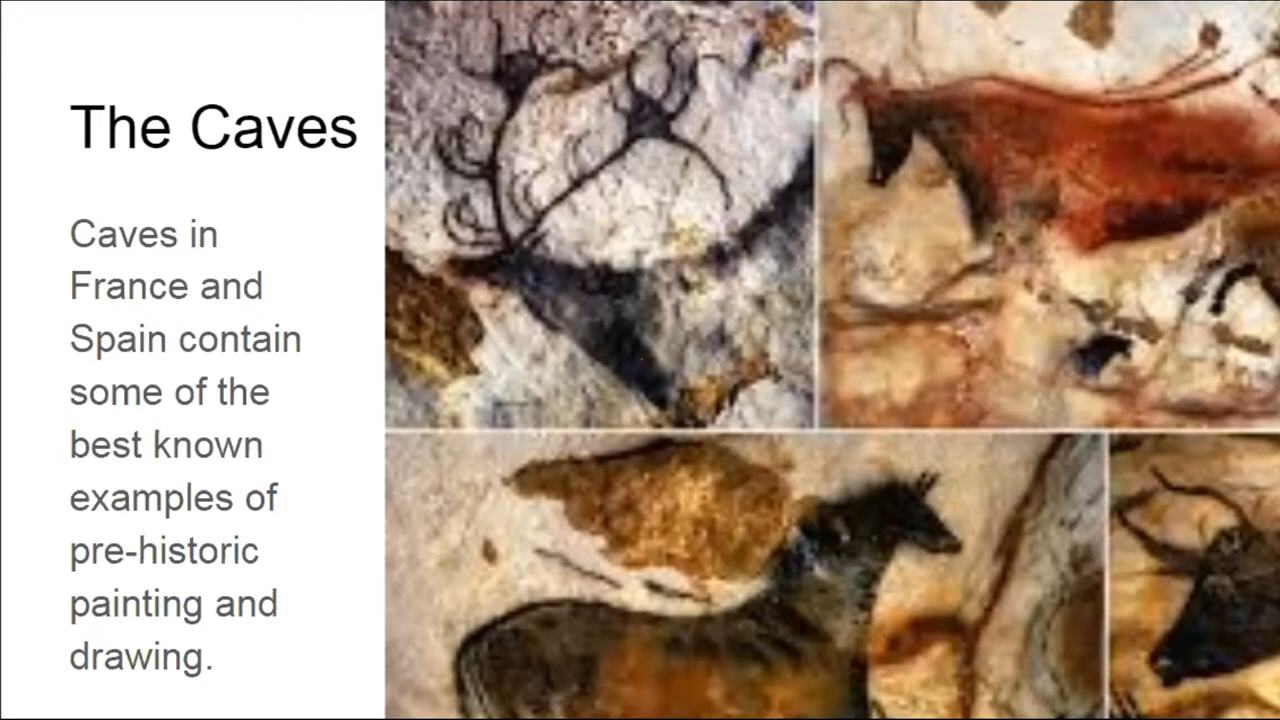 The Caves
Caves in
France and
Spain contain
some of the
best known
examples of
pre-historic
painting and
drawing.